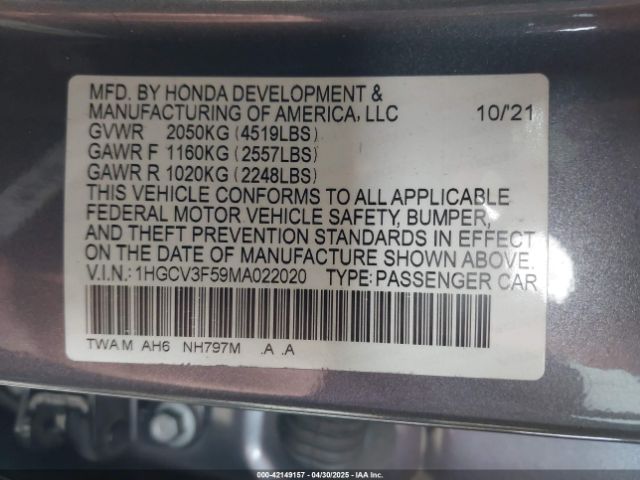 MFD. BY HONDA DEVELOPMENT &
MANUFACTURING OF AMERICA, LLC 10/'21
GVWR 2050KG (4519LBS)
GAWR F 1160KG (2557LBS)
GAWR R 1020KG (2248LBS)
THIS VEHICLE CONFORMS TO ALL APPLICABLE
FEDERAL MOTOR VEHICLE SAFETY, BUMPER,
AND THEFT PREVENTION STANDARDS IN EFFECT
ON THE DATE OF MANUFACTURE SHOWN ABOVE.
V.I.N.: 1HGCV3F59MA022020 TYPE: PASSENGER CAR
TWA M AH6 NH797M .A .A
000-42149157 - 04/30/2025 - IAA Inc.